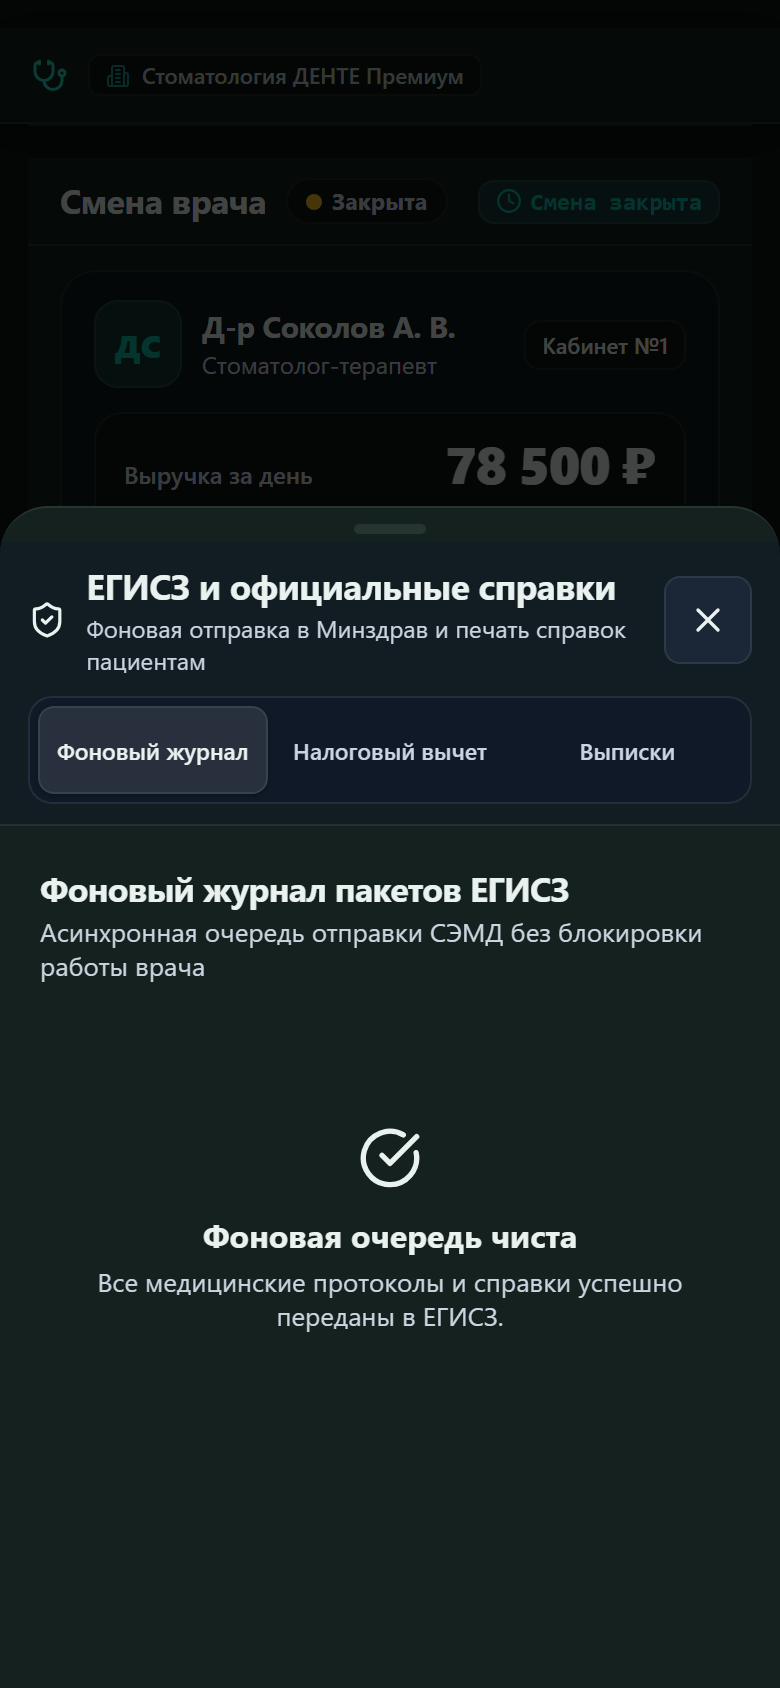 Стоматология ДЕНТЕ Премиум
Смена врача
Закрыта
Смена закрыта
ДС
Д-р Соколов А. В.
Стоматолог-терапевт
Кабинет №1
Выручка за день
78 500 ₽
ЕГИСЗ и официальные справки
Фоновая отправка в Минздрав и печать справок
пациентам
Фоновый журнал
Налоговый вычет
Выписки
Фоновый журнал пакетов ЕГИСЗ
Асинхронная очередь отправки СЭМД без блокировки
работы врача
Фоновая очередь чиста
Все медицинские протоколы и справки успешно
переданы в ЕГИСЗ.